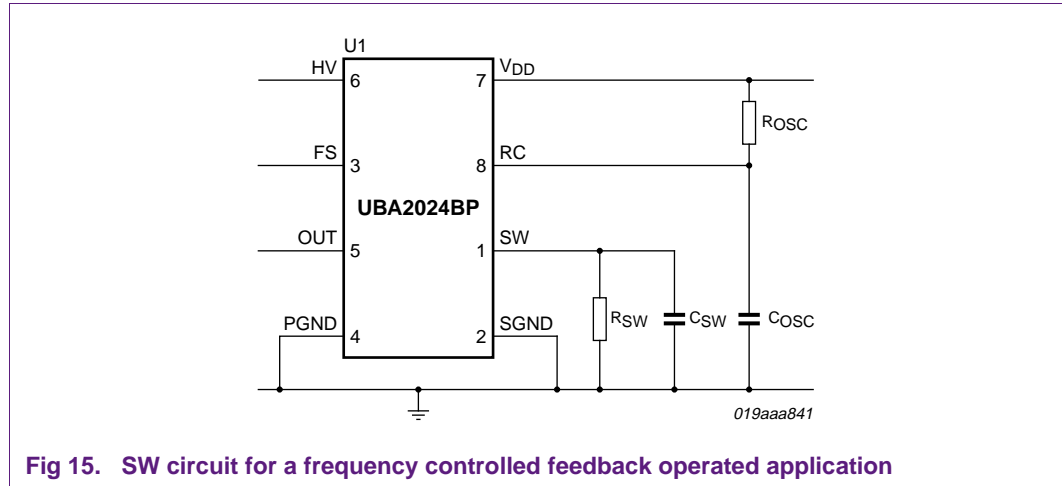 U1
HV
6
7
VDD
ROSC
FS
3
8
RC
UBA2024BP
OUT
5
1
SW
RSW
CSW
COSC
PGND
4
2
SGND
019aaa841
Fig 15. SW circuit for a frequency controlled feedback operated application